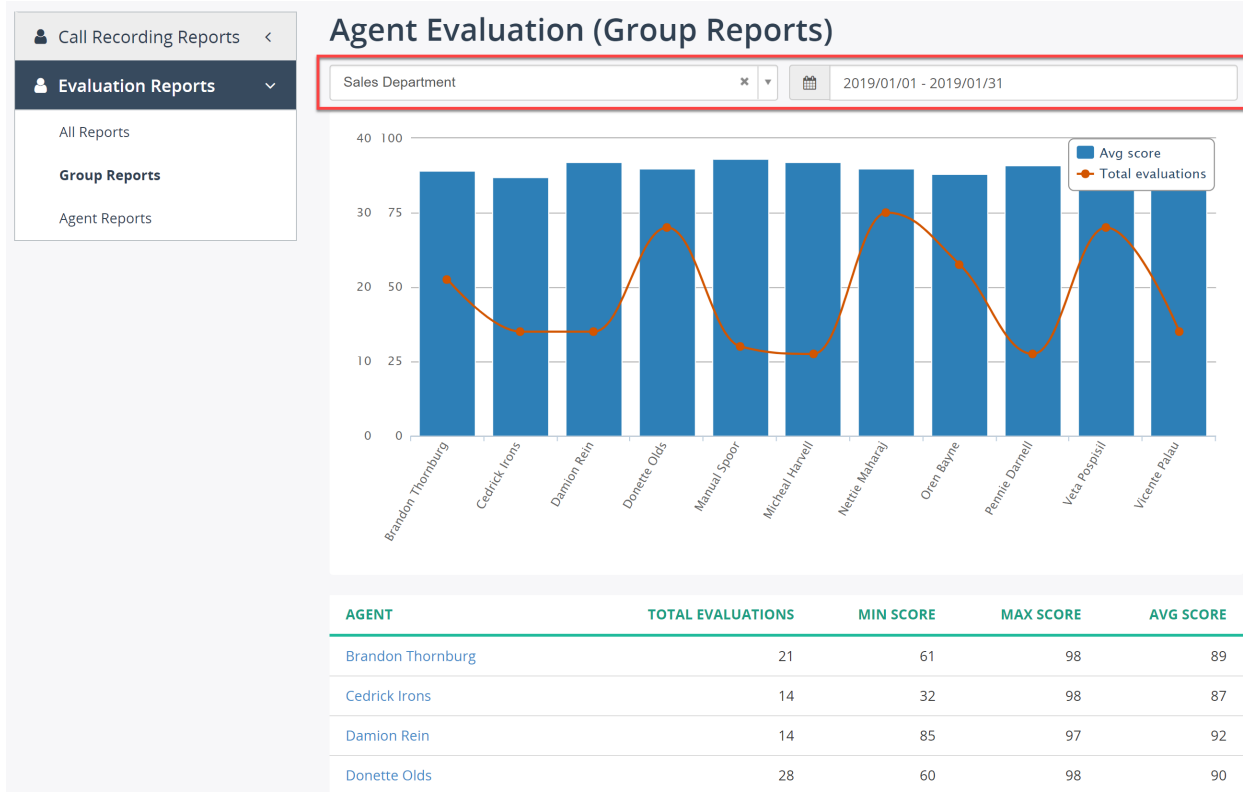 Call Recording Reports
Evaluation Reports
All Reports
Group Reports
Agent Reports
Agent Evaluation (Group Reports)
Sales Department
2019/01/01 - 2019/01/31
Avg score
Total evaluations
40 100
30 75
20 50
10 25
0 0
Brandon Thornburg
Cedrick Irons
Damion Rein
Donette Olds
Manual Spoor
Micheal Harvell
Nettie Maharaj
Oren Bayne
Pennie Darnell
Veta Pospisil
Vicente Palau
AGENT TOTAL EVALUATIONS MIN SCORE MAX SCORE AVG SCORE
Brandon Thornburg 21 61 98 89
Cedrick Irons 14 32 98 87
Damion Rein 14 85 97 92
Donette Olds 28 60 98 90